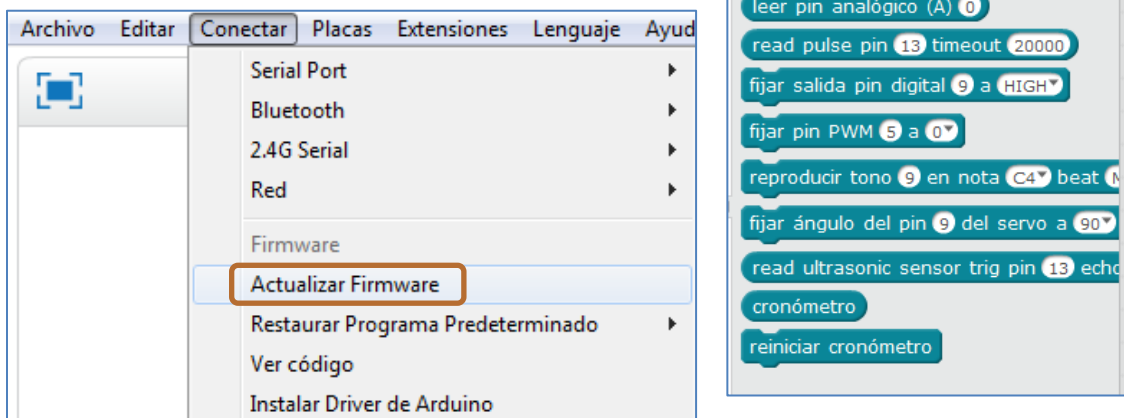 Archivo Editar Conectar Placas Extensiones Lenguaje Ayud
Serial Port
Bluetooth
2.4G Serial
Red
Firmware
Actualizar Firmware
Restaurar Programa Predeterminado
Ver código
Instalar Driver de Arduino
leer pin analógico (A) 0
read pulse pin 13 timeout 20000
fijar salida pin digital 9 a HIGH
fijar pin PWM 5 a 0
reproducir tono 9 en nota C4 beat
fijar ángulo del pin 9 del servo a 90
read ultrasonic sensor trig pin 13 echo
cronómetro
reiniciar cronómetro